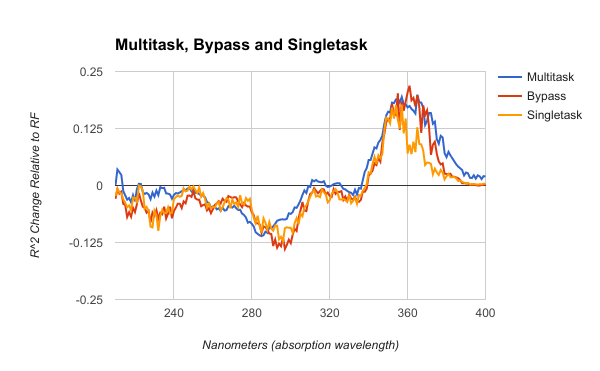 Multitask, Bypass and Singletask
0.25
0.125
0
-0.125
-0.25
R^2 Change Relative to RF
240
280
320
360
400
Nanometers (absorption wavelength)
Multitask
Bypass
Singletask